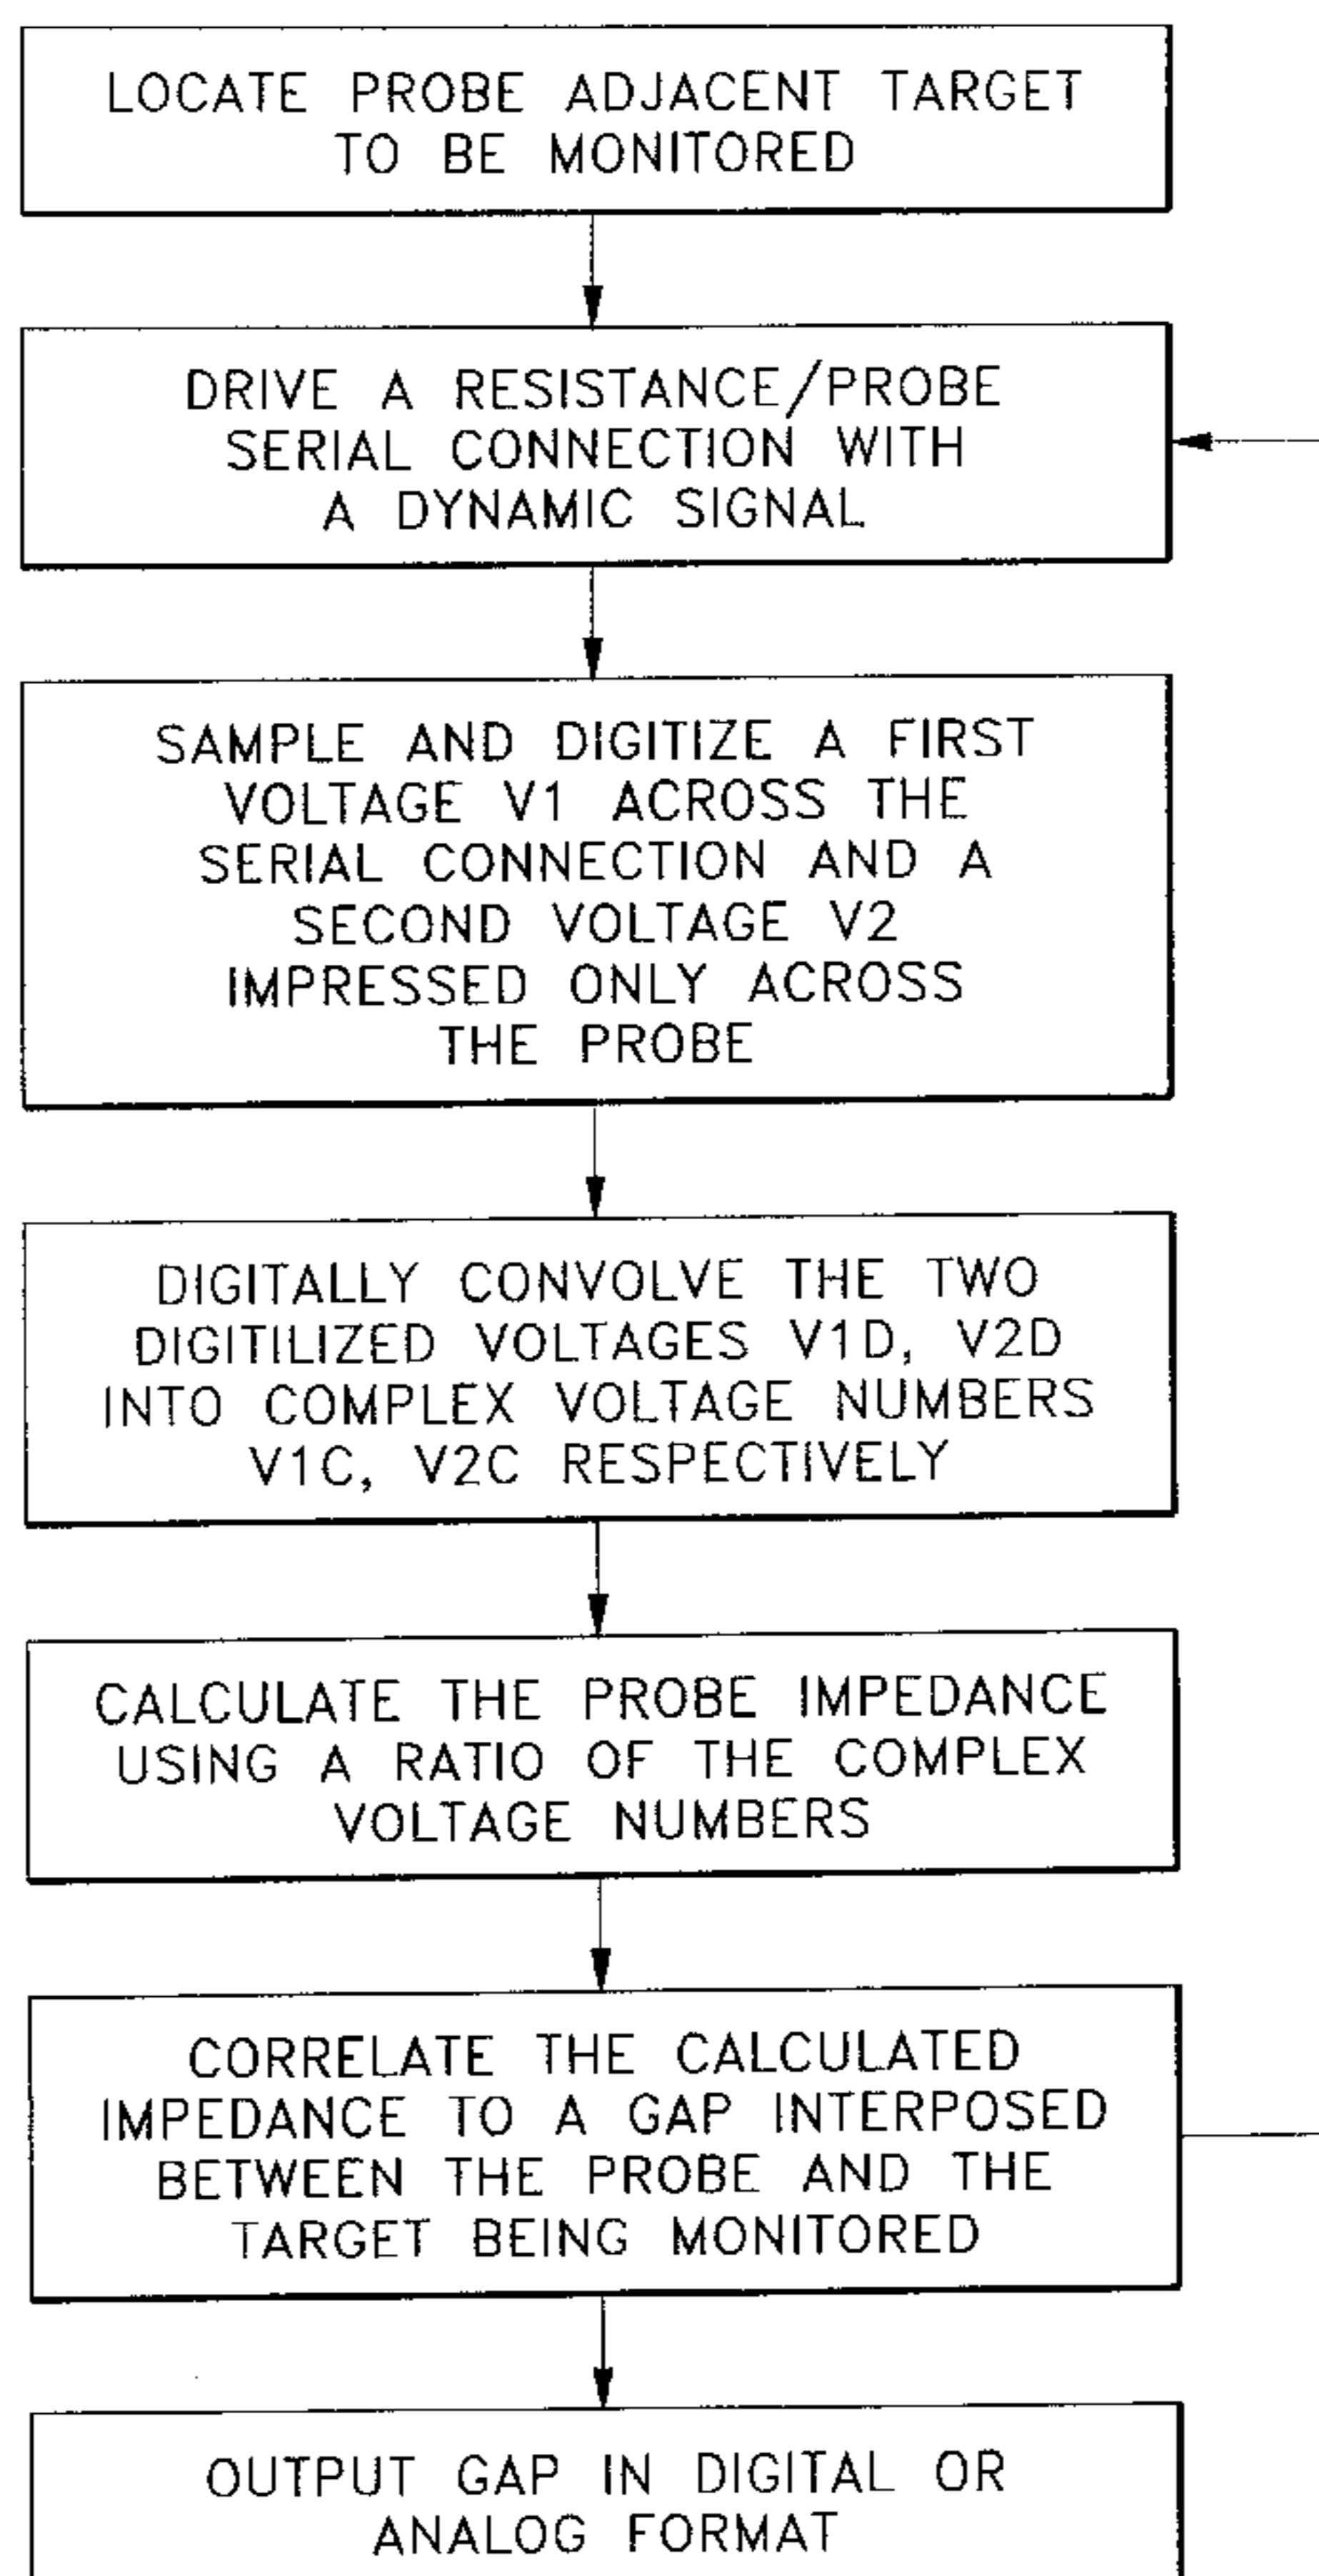 LOCATE PROBE ADJACENT TARGET
TO BE MONITORED
DRIVE A RESISTANCE/PROBE
SERIAL CONNECTION WITH
A DYNAMIC SIGNAL
SAMPLE AND DIGITIZE A FIRST
VOLTAGE V1 ACROSS THE
SERIAL CONNECTION AND A
SECOND VOLTAGE V2
IMPRESSED ONLY ACROSS
THE PROBE
DIGITALLY CONVOLVE THE TWO
DIGITILIZED VOLTAGES V1D, V2D
INTO COMPLEX VOLTAGE NUMBERS
V1C, V2C RESPECTIVELY
CALCULATE THE PROBE IMPEDANCE
USING A RATIO OF THE COMPLEX
VOLTAGE NUMBERS
CORRELATE THE CALCULATED
IMPEDANCE TO A GAP INTERPOSED
BETWEEN THE PROBE AND THE
TARGET BEING MONITORED
OUTPUT GAP IN DIGITAL OR
ANALOG FORMAT